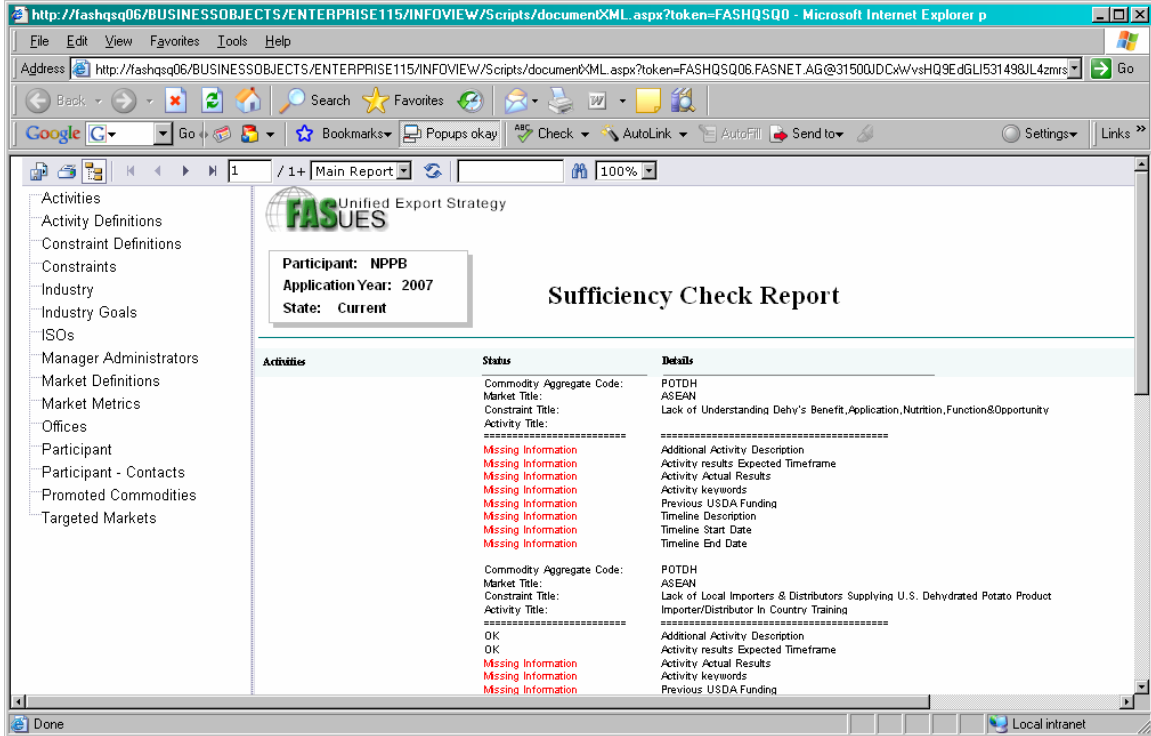 http://fashqsq06/BUSINESSOBJECTS/ENTERPRISE115/INFOVIEW/Scripts/documentXML.aspx?token=FASHQSQ0 - Microsoft Internet Explorer p
File Edit View Favorites Tools Help
Address http://fashqsq06/BUSINESSOBJECTS/ENTERPRISE115/INFOVIEW/Scripts/documentXML.aspx?token=FASHQSQ06.FASNET.AG@31500JDCxWvsHQ9EdGLI531498JL4zmrs Go
Back Search Favorites
Google G Go Bookmarks Popups okay ABC Check AutoLink AutoFill Send to Settings Links »
1 / 1+ Main Report 100%
Activities
Activity Definitions
Constraint Definitions
Constraints
Industry
Industry Goals
ISOs
Manager Administrators
Market Definitions
Market Metrics
Offices
Participant
Participant - Contacts
Promoted Commodities
Targeted Markets
FAS Unified Export Strategy
UES
Participant: NPPB
Application Year: 2007
State: Current
Sufficiency Check Report
Activities Status Details
Commodity Aggregate Code: POTDH
Market Title: ASEAN
Constraint Title: Lack of Understanding Dehy's Benefit,Application,Nutrition,Function&Opportunity
Activity Title:
========================= ========================================
Missing Information Additional Activity Description
Missing Information Activity results Expected Timeframe
Missing Information Activity Actual Results
Missing Information Activity keywords
Missing Information Previous USDA Funding
Missing Information Timeline Description
Missing Information Timeline Start Date
Missing Information Timeline End Date
Commodity Aggregate Code: POTDH
Market Title: ASEAN
Constraint Title: Lack of Local Importers & Distributors Supplying U.S. Dehydrated Potato Product
Activity Title: Importer/Distributor In Country Training
========================= ========================================
OK Additional Activity Description
OK Activity results Expected Timeframe
Missing Information Activity Actual Results
Missing Information Activity keywords
Missing Information Previous USDA Funding
Done Local intranet